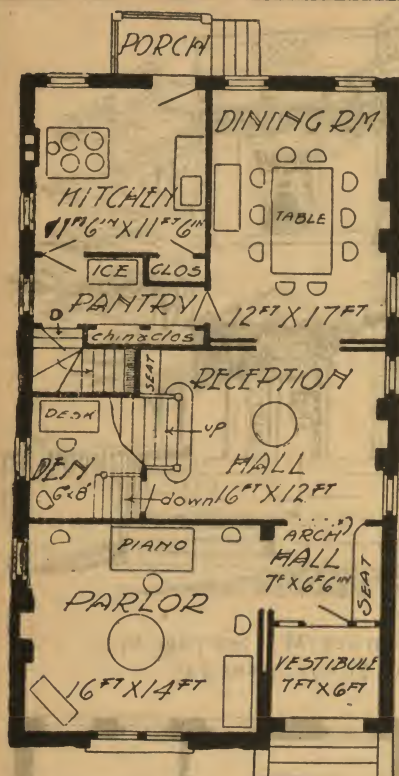 PORCH
DINING RM
KITCHEN
11FT 6IN X 11FT 6IN
TABLE
ICE
CLOS
PANTRY
12FT X 17FT
D
china clos
SEAT
RECEPTION
DESK
up
HALL
DEN
6' x 8'
down
16FT X 12FT
PIANO
ARCH
HALL
7F X 6F 6IN
SEAT
PARLOR
VESTIBULE
16FT X 14FT
7FT X 6FT